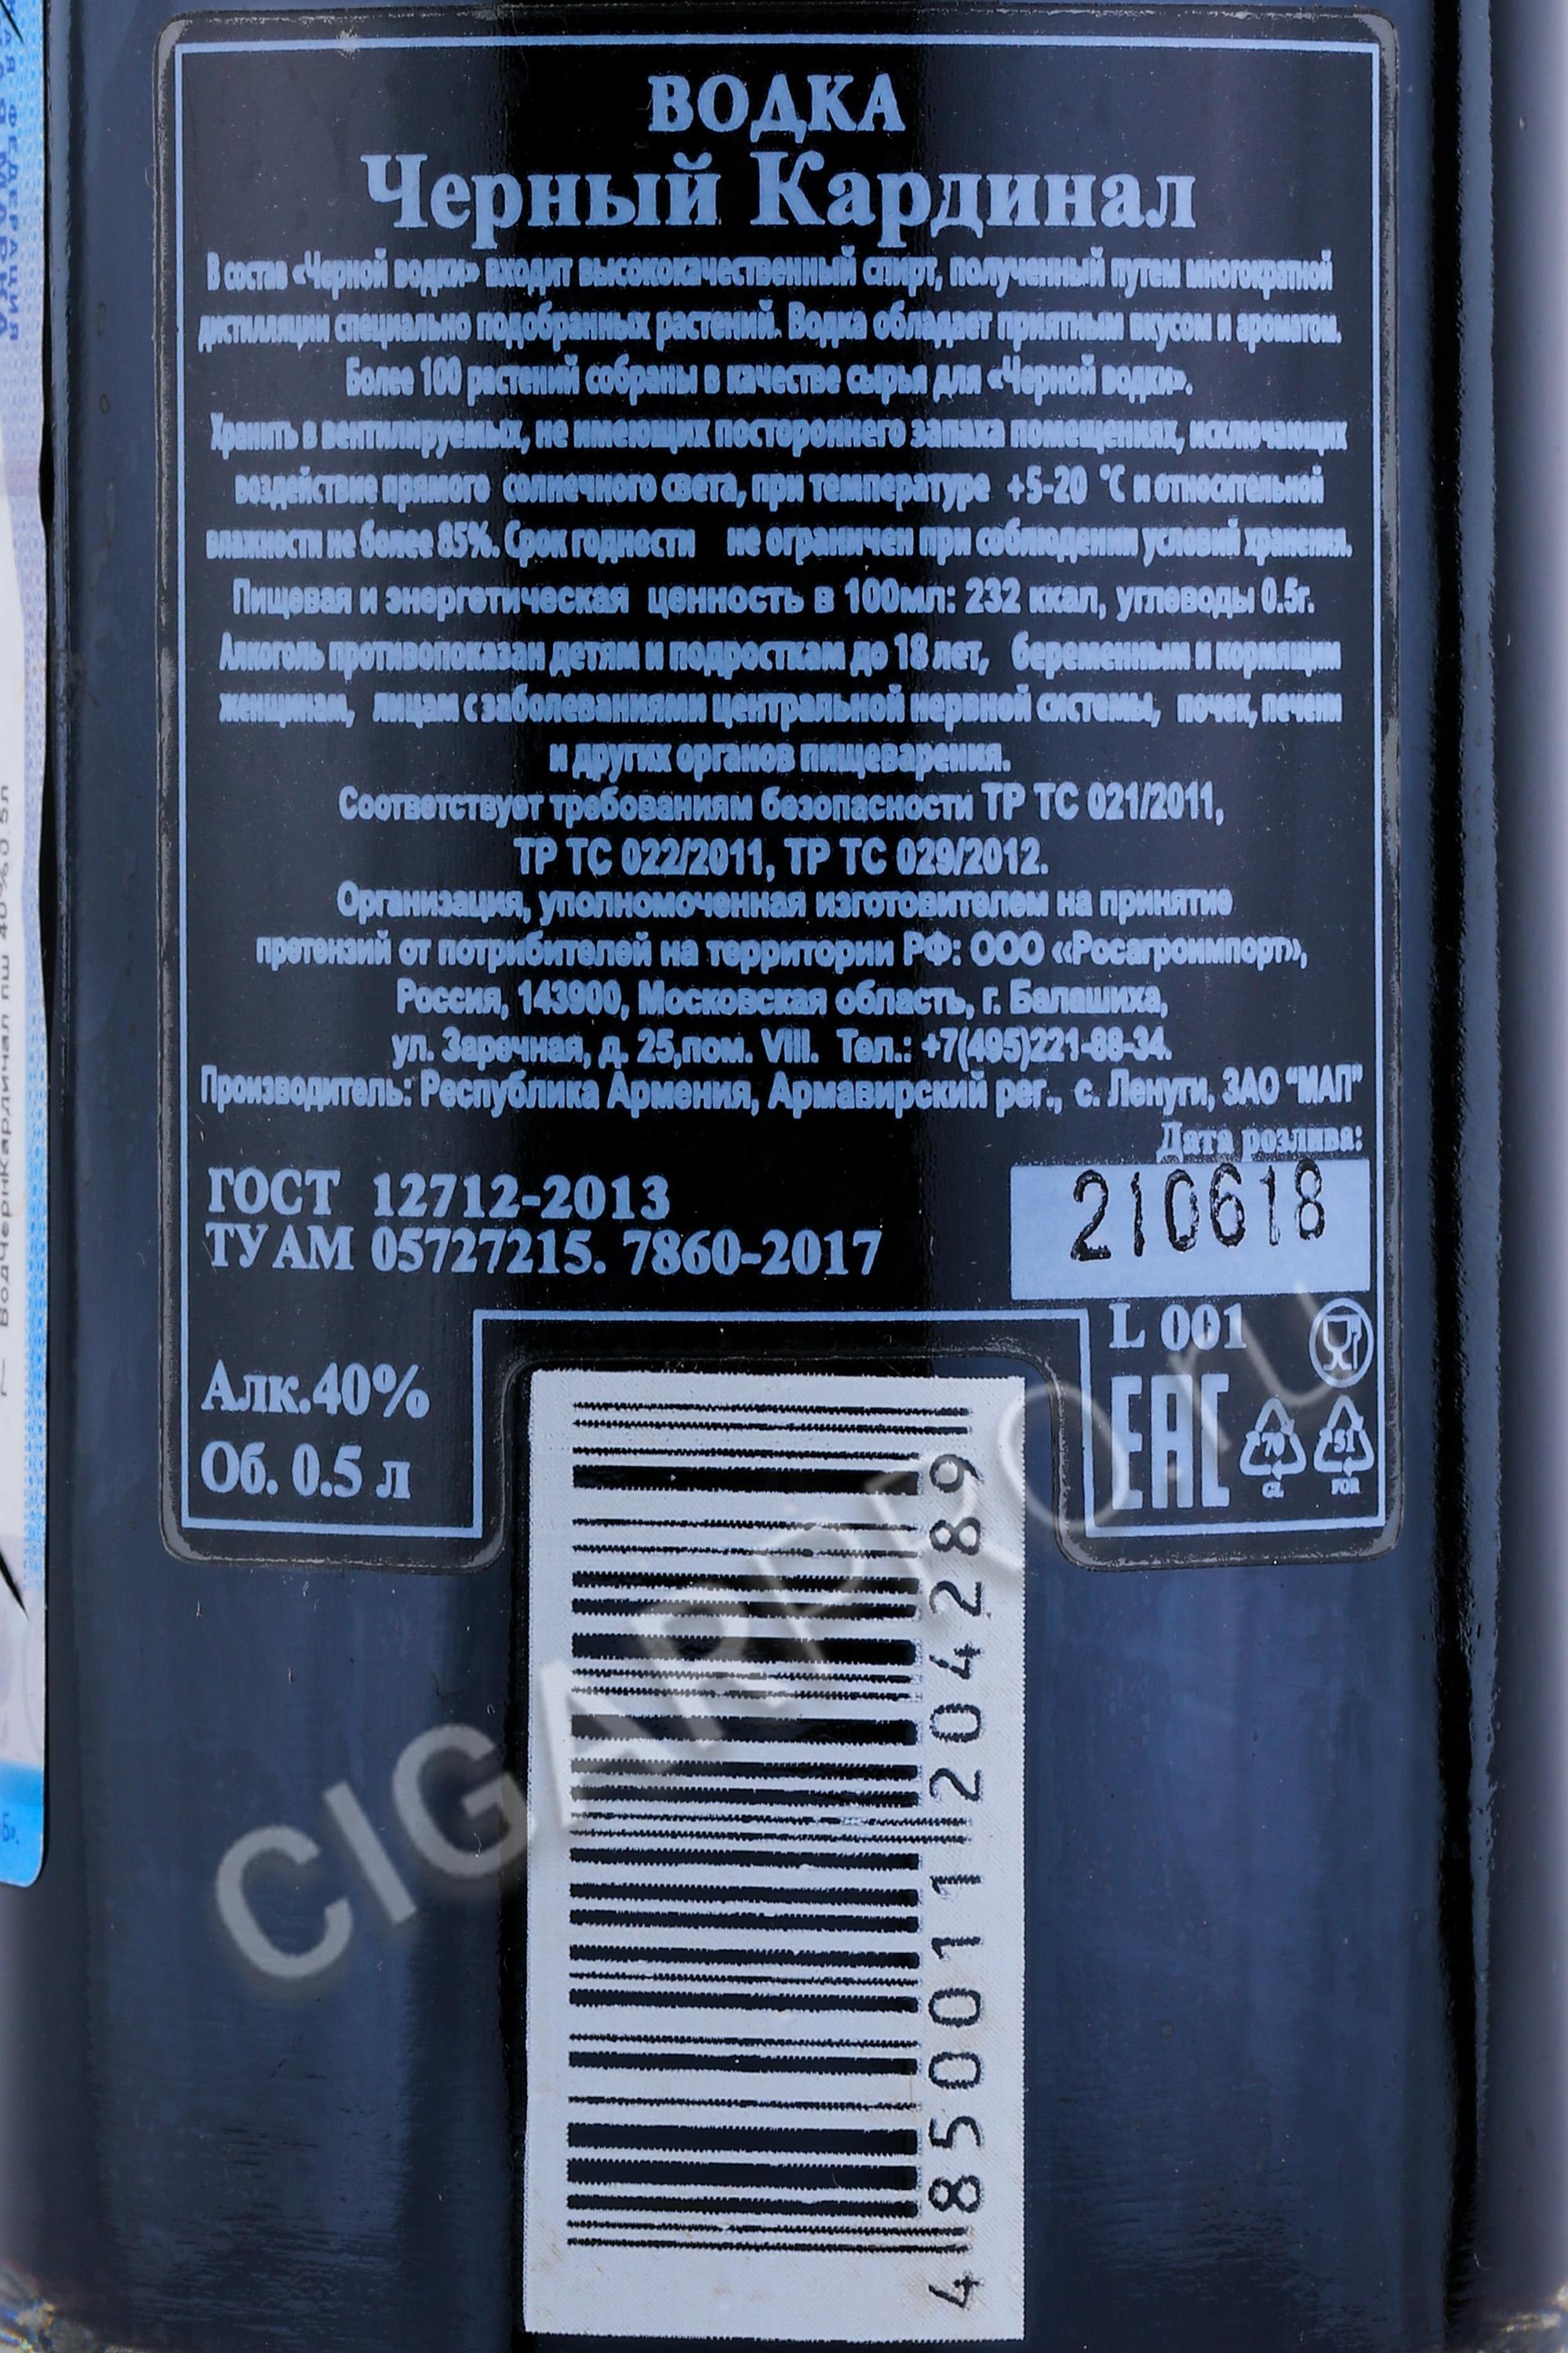 ВОДКА
Черный Кардинал
В состав «Черной водки» входит высококачественный спирт, полученный путем многократной
дистилляции специально подобранных растений. Водка обладает приятным вкусом и ароматом.
Более 100 растений собраны в качестве сырья для «Черной водки».
Хранить в вентилируемых, не имеющих постороннего запаха помещениях, исключающих
воздействие прямого солнечного света, при температуре +5-20 °С и относительной
влажности не более 85%. Срок годности не ограничен при соблюдении условий хранения.
Пищевая и энергетическая ценность в 100мл: 232 ккал, углеводы 0.5г.
Алкоголь противопоказан детям и подросткам до 18 лет, беременным и кормящим
женщинам, лицам с заболеваниями центральной нервной системы, почек, печени
и других органов пищеварения.
Соответствует требованиям безопасности ТР ТС 021/2011,
ТР ТС 022/2011, ТР ТС 029/2012.
Организация, уполномоченная изготовителем на принятие
претензий от потребителей на территории РФ: ООО «Росагроимпорт»,
Россия, 143900, Московская область, г. Балашиха,
ул. Заречная, д. 25,пом. VIII. Тел.: +7(495)221-88-34.
Производитель: Республика Армения, Армавирский рег., с. Ленуги, ЗАО "МАП"
Дата розлива:
210618
ГОСТ 12712-2013
ТУ АМ 05727215. 7860-2017
L 001
Алк.40%
Об. 0.5 л
EAC
70
GL
51
FOR
4850011204289
CIGARPRO.ru